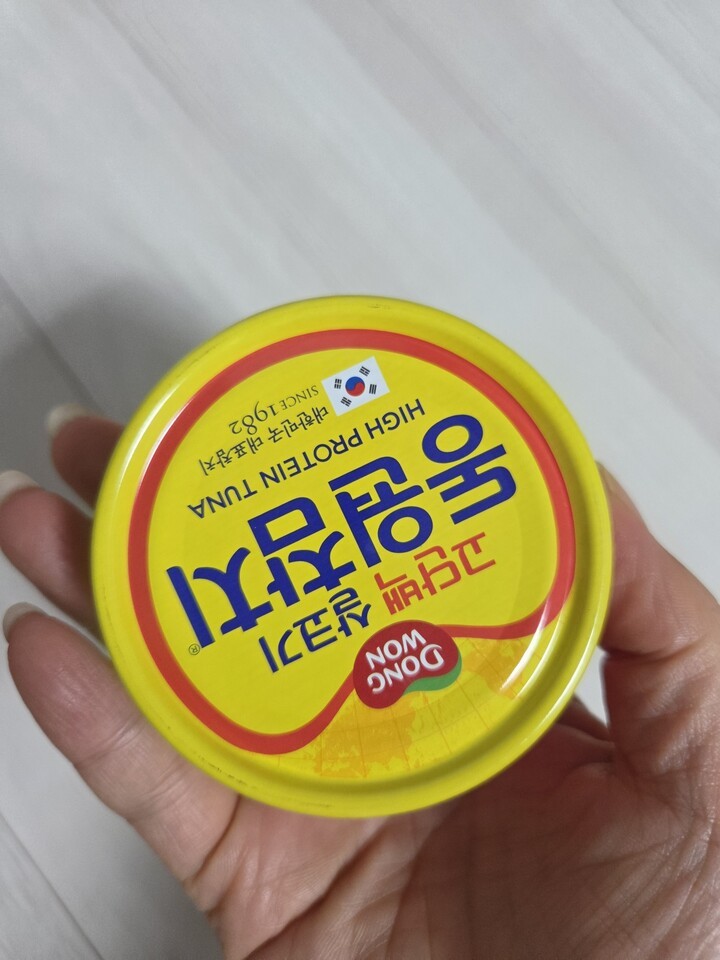 DONG
WON
고단백 살코기
동원참치®
HIGH PROTEIN TUNA
대한민국 대표참치
SINCE 1982